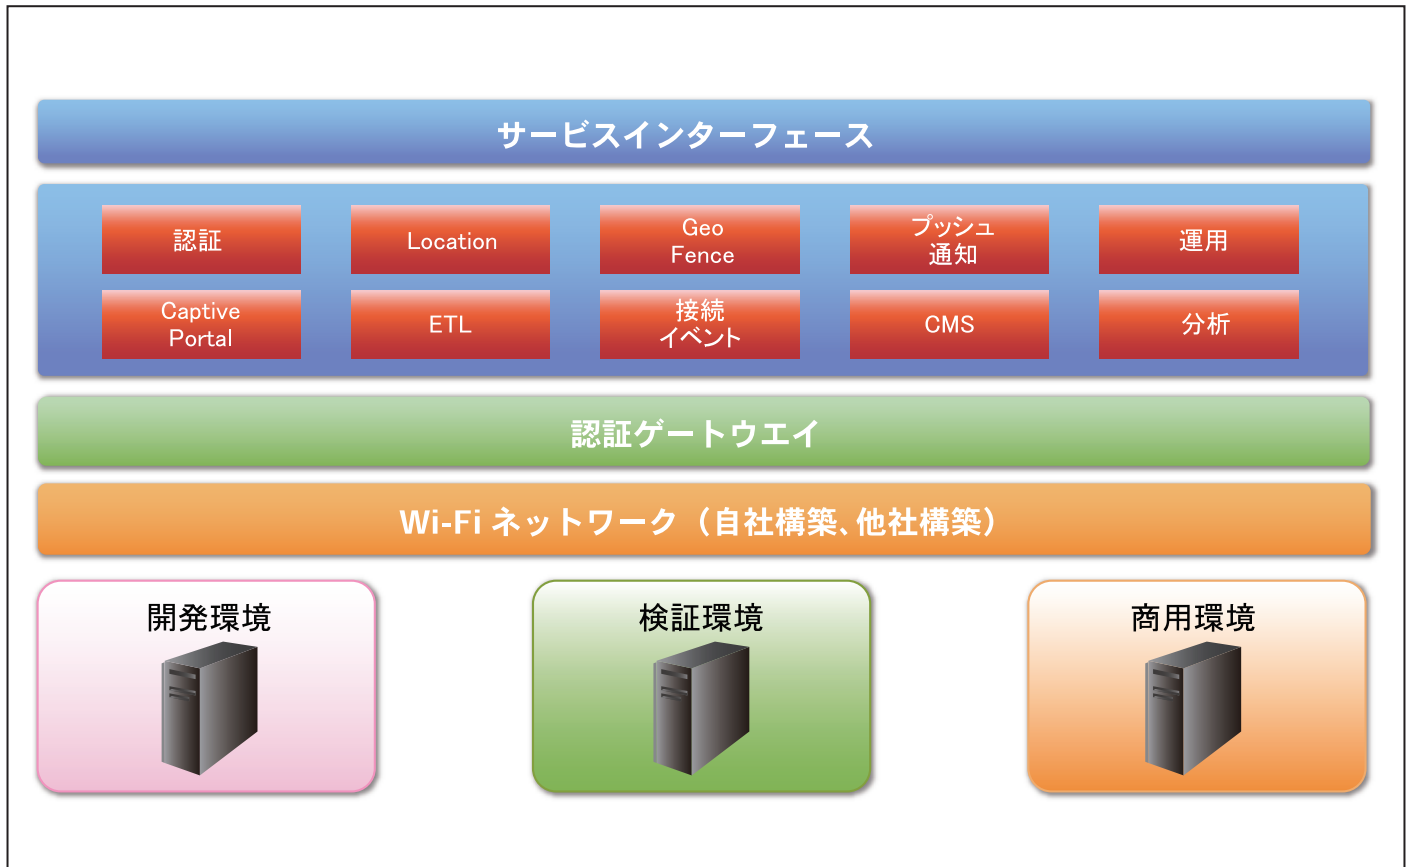 サービスインターフェース
認証
Location
Geo
Fence
プッシュ
通知
運用
Captive
Portal
ETL
接続
イベント
CMS
分析
認証ゲートウエイ
Wi-Fi ネットワーク（自社構築、他社構築）
開発環境
検証環境
商用環境